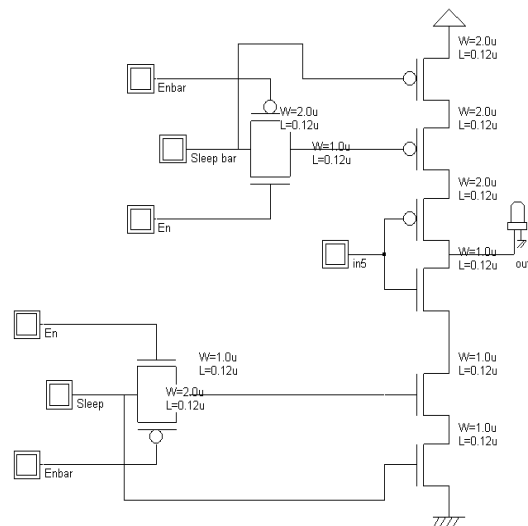 W=2.0u
L=0.12u
Enbar
W=2.0u
L=0.12u
W=2.0u
L=0.12u
Sleep bar
W=1.0u
L=0.12u
W=2.0u
L=0.12u
En
W=1.0u
L=0.12u
in5
out
En
W=1.0u
L=0.12u
W=1.0u
L=0.12u
W=2.0u
L=0.12u
Sleep
W=1.0u
L=0.12u
Enbar